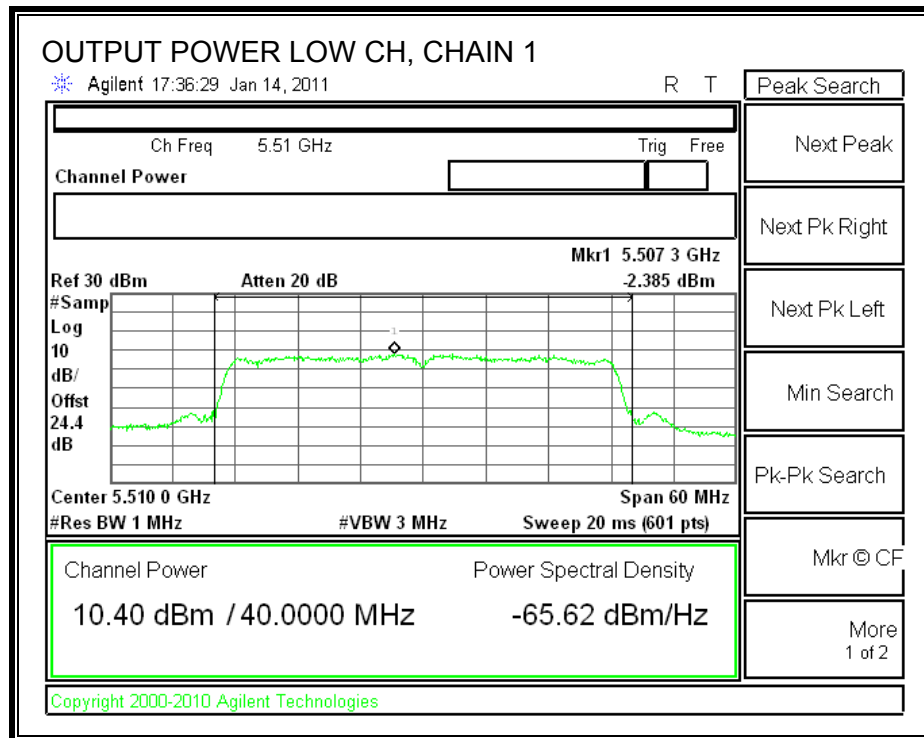 OUTPUT POWER LOW CH, CHAIN 1
Agilent 17:36:29 Jan 14, 2011 R T
Peak Search
Ch Freq 5.51 GHz Trig Free
Channel Power
Mkr1 5.507 3 GHz
Ref 30 dBm Atten 20 dB -2.385 dBm
#Samp
Log
10
dB/
Offst
24.4
dB
1
Center 5.510 0 GHz Span 60 MHz
#Res BW 1 MHz #VBW 3 MHz Sweep 20 ms (601 pts)
Channel Power Power Spectral Density
10.40 dBm / 40.0000 MHz -65.62 dBm/Hz
Copyright 2000-2010 Agilent Technologies
Next Peak
Next Pk Right
Next Pk Left
Min Search
Pk-Pk Search
Mkr © CF
More
1 of 2